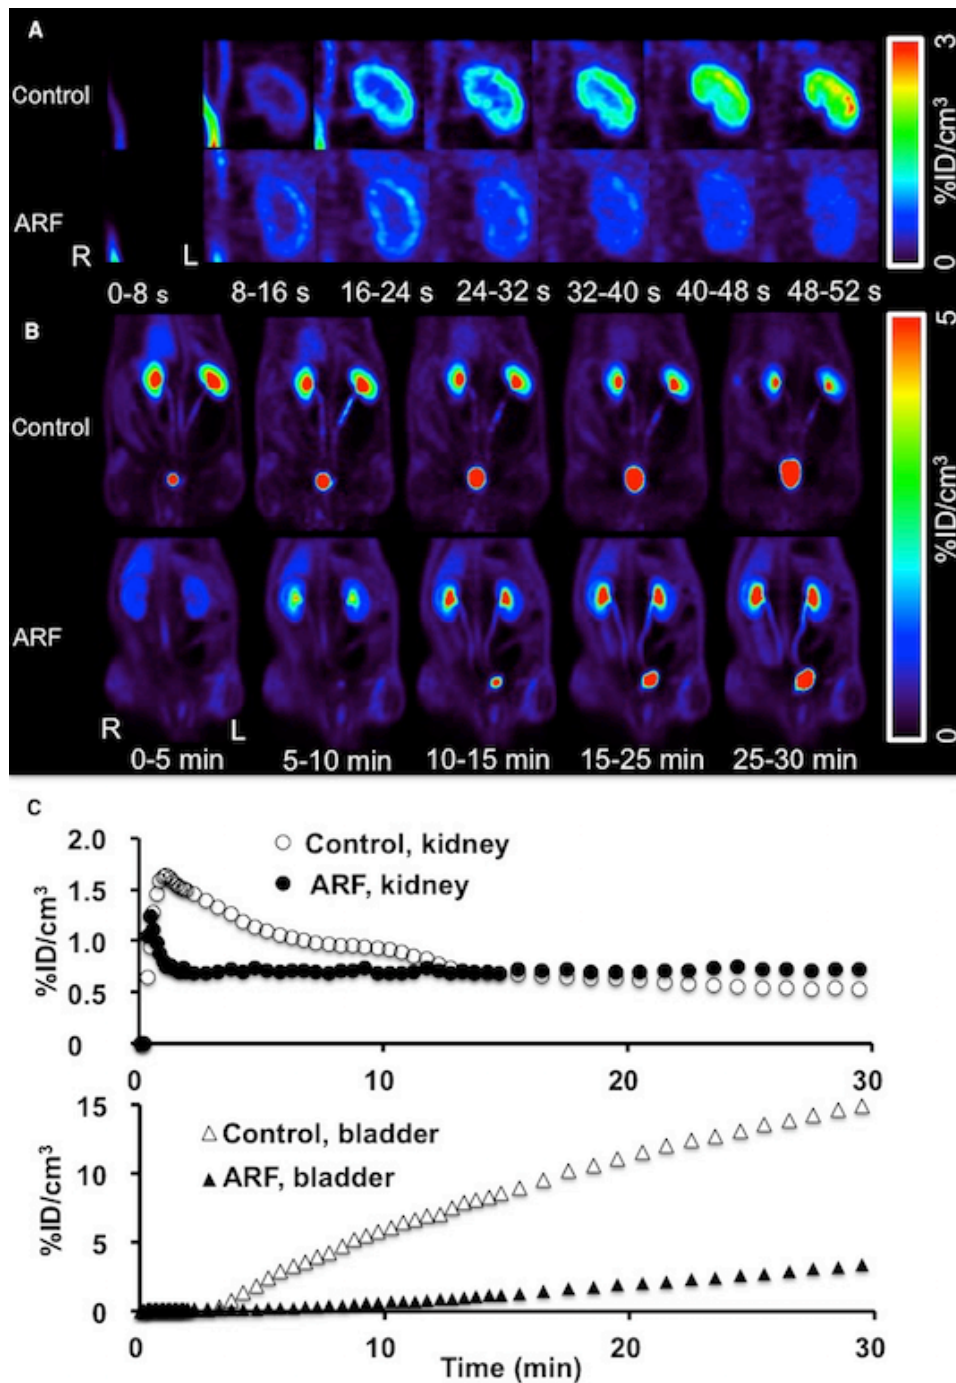 A
Control
ARF
R L
0-8 s 8-16 s 16-24 s 24-32 s 32-40 s 40-48 s 48-52 s
3
%ID/cm³
0
B
Control
ARF
R L
0-5 min 5-10 min 10-15 min 15-25 min 25-30 min
5
%ID/cm³
0
C
%ID/cm³
2.0
1.5
1.0
0.5
0
Control, kidney
ARF, kidney
0 10 20 30
%ID/cm³
15
10
5
0
Control, bladder
ARF, bladder
0 10 20 30
Time (min)